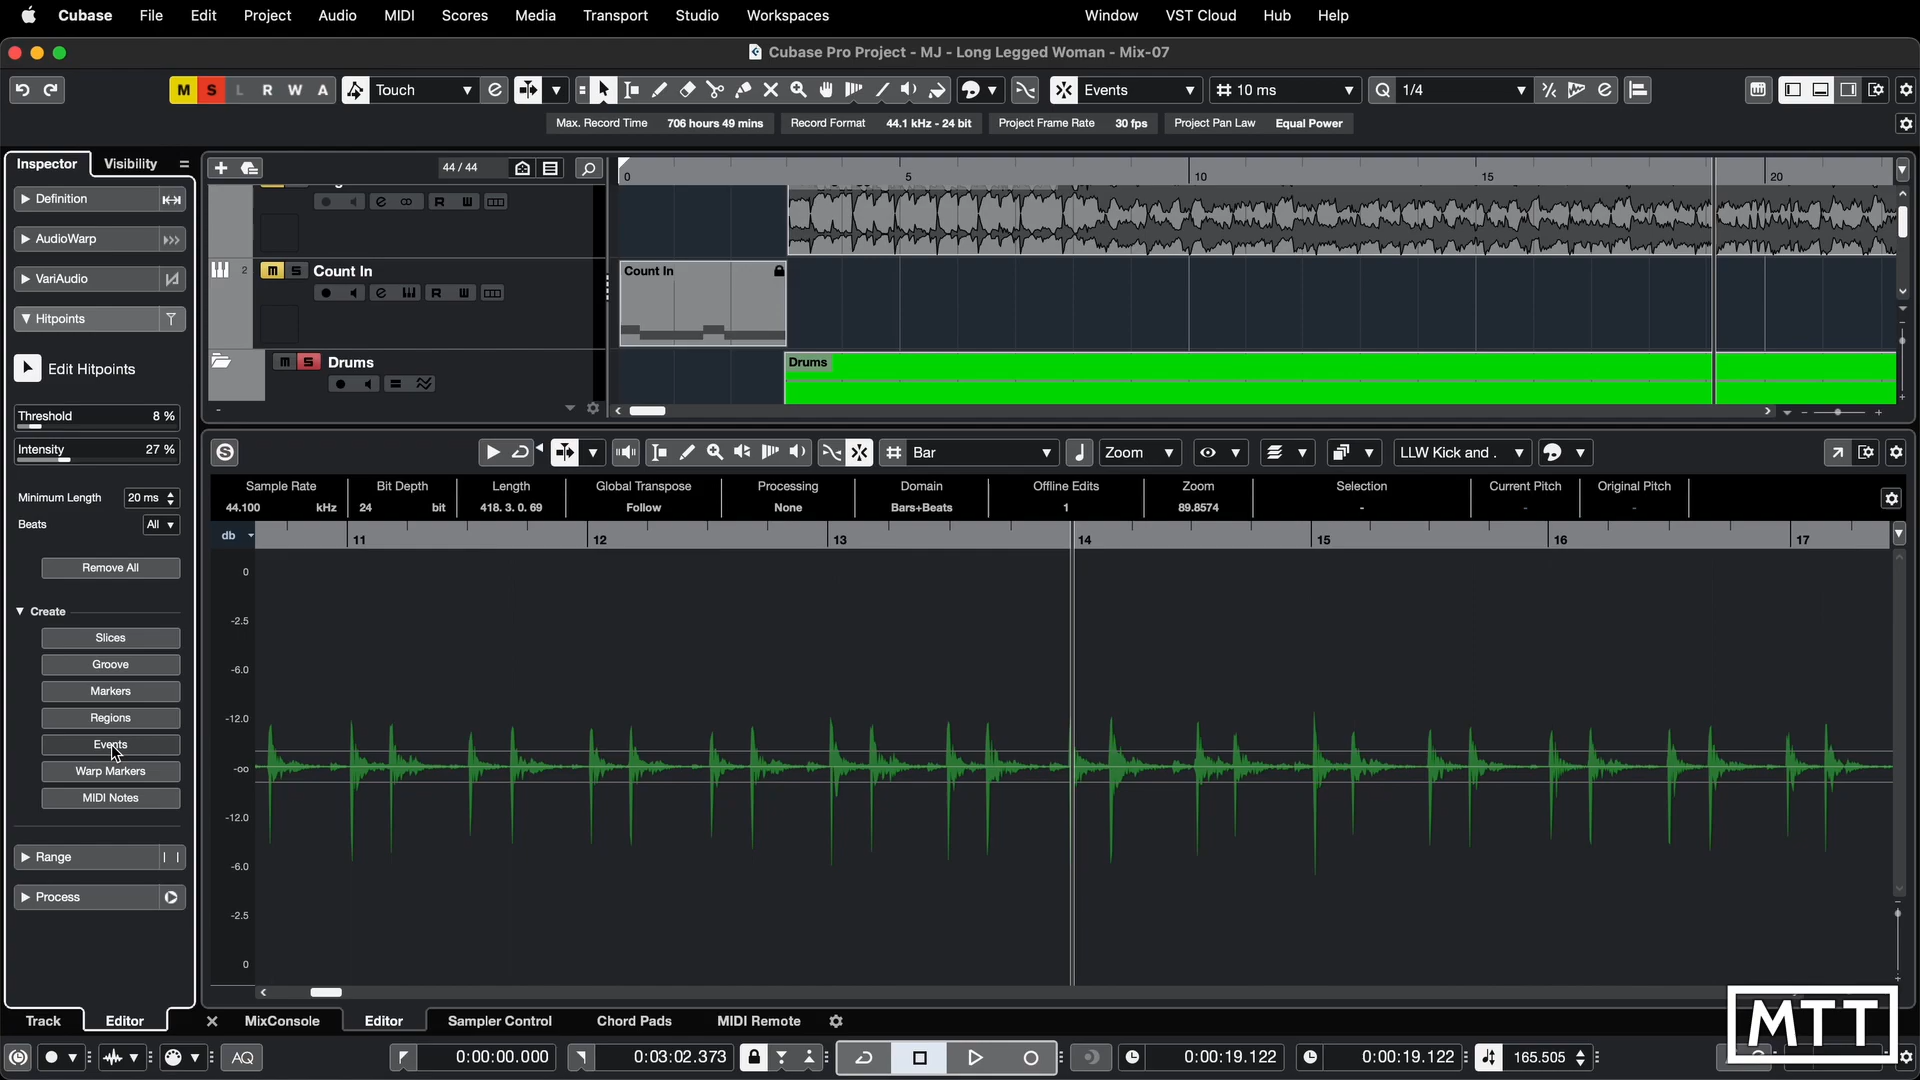 Cubase File Edit Project Audio MIDI Scores Media Transport Studio Workspaces Window VST Cloud Hub Help
Cubase Pro Project - MJ - Long Legged Woman - Mix-07
M S L R W A Touch Events 10 ms Q 1/4
Max. Record Time 706 hours 49 mins Record Format 44.1 kHz - 24 bit Project Frame Rate 30 fps Project Pan Law Equal Power
Inspector Visibility 44 / 44
0 5 10 15 20
Definition
R W
AudioWarp
2 M S Count In Count In
VariAudio
R W
Hitpoints
M S Drums Drums
Edit Hitpoints
Threshold 8 %
Intensity 27 %
Minimum Length 20 ms
Beats All
Remove All
Create
Slices
Groove
Markers
Regions
Events
Warp Markers
MIDI Notes
Range
Process
S Bar Zoom LLW Kick and .
Sample Rate Bit Depth Length Global Transpose Processing Domain Offline Edits Zoom Selection Current Pitch Original Pitch
44.100 kHz 24 bit 418. 3. 0. 69 Follow None Bars+Beats 1 89.8574 - - -
db 11 12 13 14 15 16 17
0
-2.5
-6.0
-12.0
-oo
-12.0
-6.0
-2.5
0
Track Editor MixConsole Editor Sampler Control Chord Pads MIDI Remote
MTT
AQ 0:00:00.000 0:03:02.373 0:00:19.122 0:00:19.122 165.505